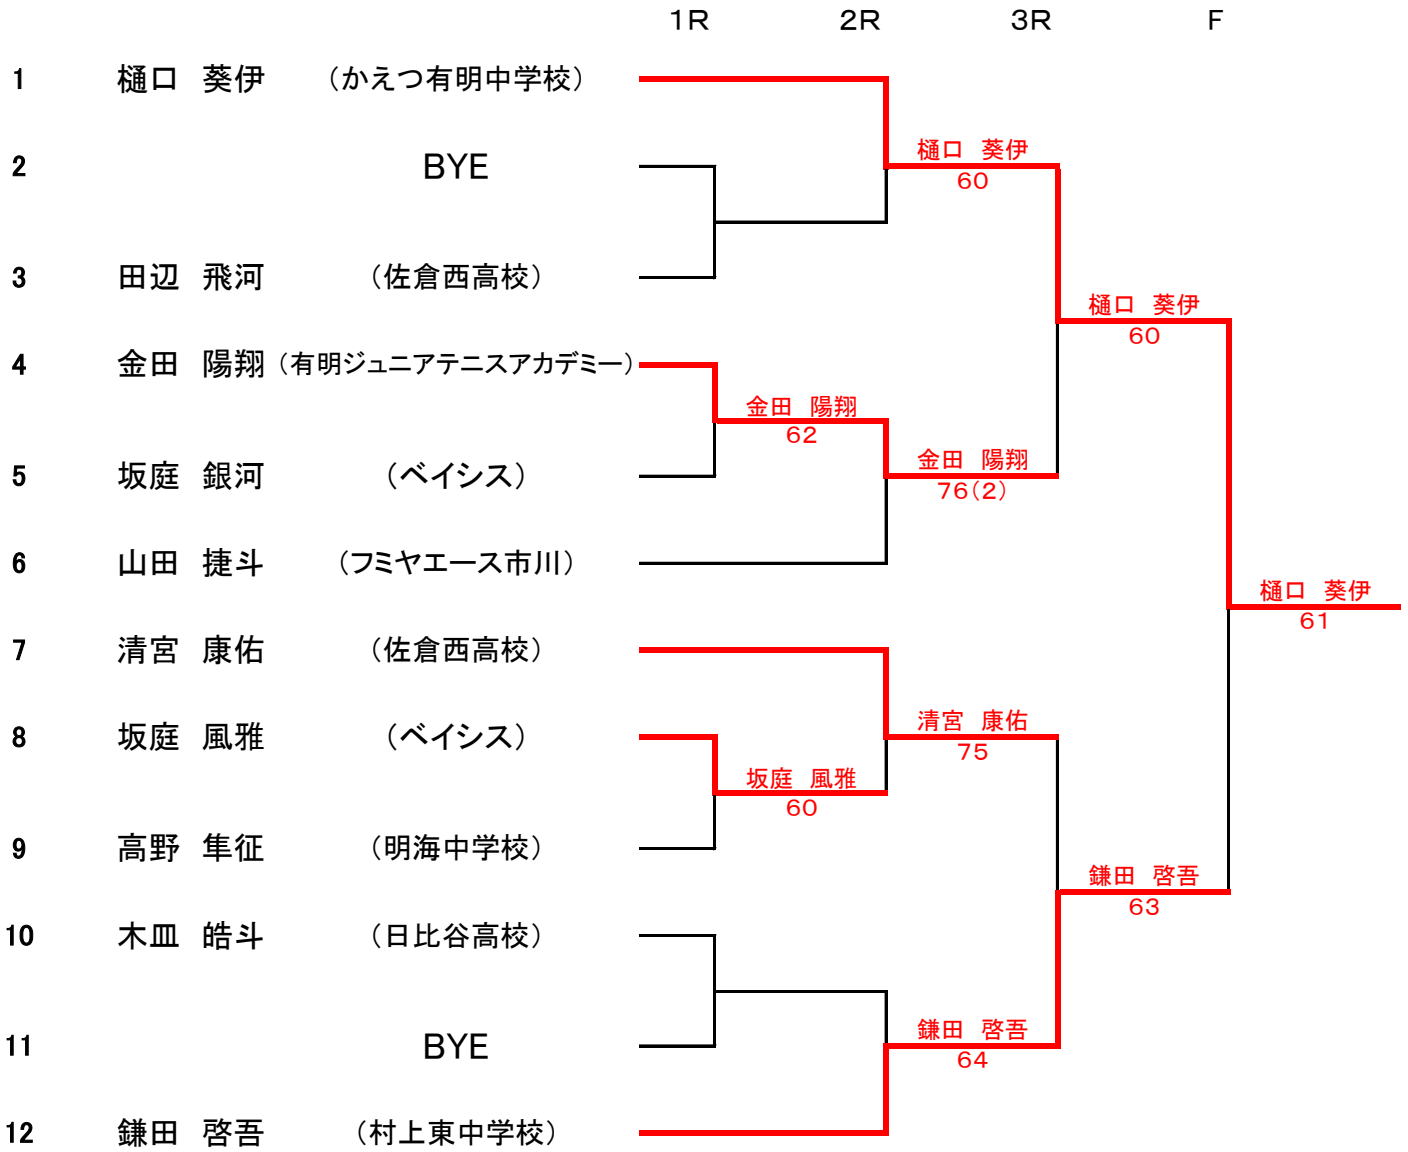 1R 2R 3R F
1 樋口 葵伊 （かえつ有明中学校）
樋口 葵伊
2 BYE
60
3 田辺 飛河 （佐倉西高校）
樋口 葵伊
60
4 金田 陽翔 （有明ジュニアテニスアカデミー）
金田 陽翔
62
金田 陽翔
5 坂庭 銀河 （ベイシス）
76(2)
6 山田 捷斗 （フミヤエース市川）
樋口 葵伊
61
7 清宮 康佑 （佐倉西高校）
清宮 康佑
8 坂庭 風雅 （ベイシス）
75
坂庭 風雅
60
9 高野 隼征 （明海中学校）
鎌田 啓吾
63
10 木皿 皓斗 （日比谷高校）
鎌田 啓吾
11 BYE
64
12 鎌田 啓吾 （村上東中学校）